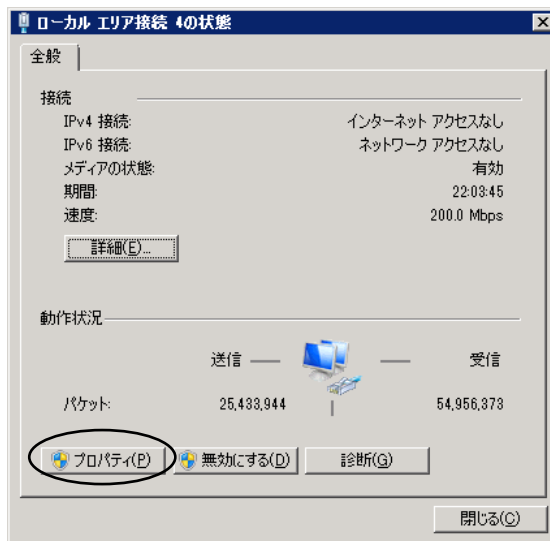 ローカル エリア接続 4の状態
全般
接続
IPv4 接続: インターネット アクセスなし
IPv6 接続: ネットワーク アクセスなし
メディアの状態: 有効
期間: 22:03:45
速度: 200.0 Mbps
詳細(E)...
動作状況
送信 受信
パケット: 25,433,944 54,956,373
プロパティ(P) 無効にする(D) 診断(G)
閉じる(C)